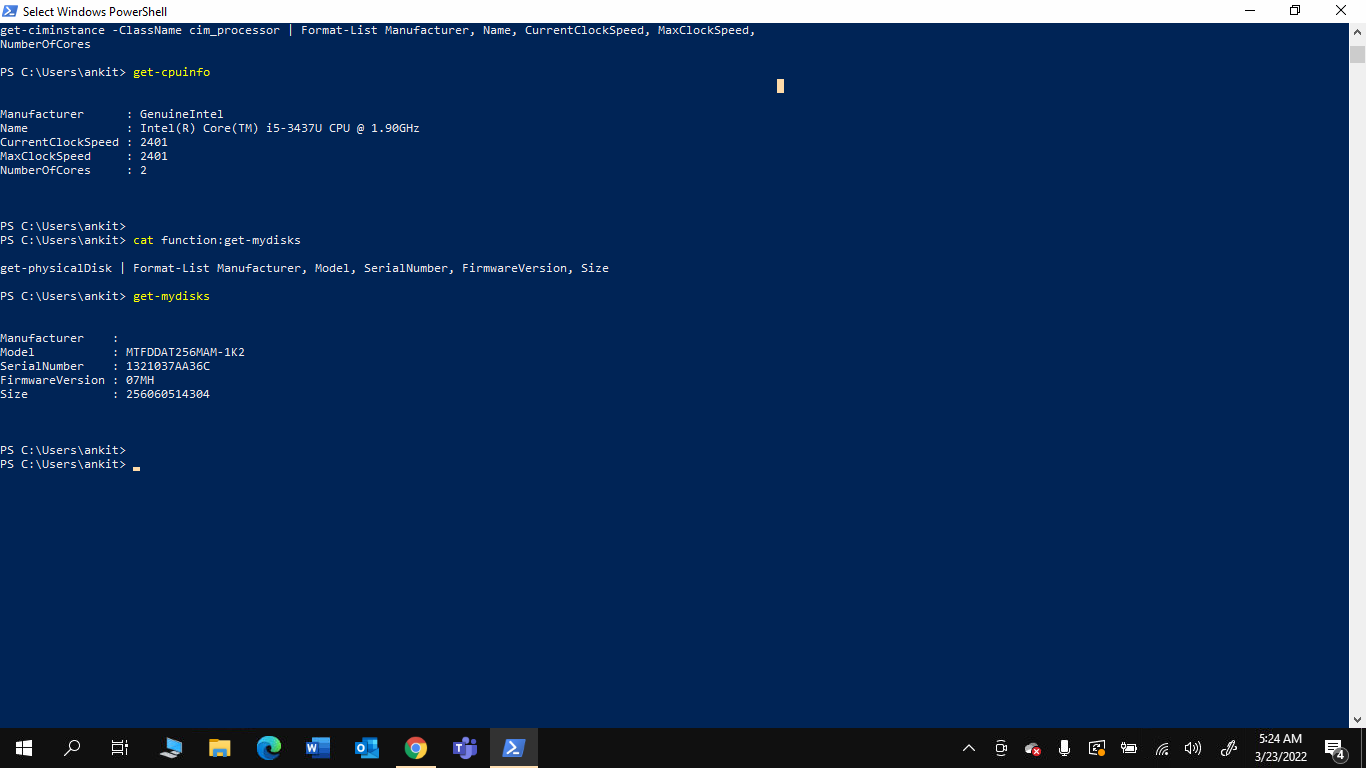 Select Windows PowerShell
get-ciminstance -ClassName cim_processor | Format-List Manufacturer, Name, CurrentClockSpeed, MaxClockSpeed,
NumberOfCores
PS C:\Users\ankit> get-cpuinfo
Manufacturer      : GenuineIntel
Name              : Intel(R) Core(TM) i5-3437U CPU @ 1.90GHz
CurrentClockSpeed : 2401
MaxClockSpeed     : 2401
NumberOfCores     : 2
PS C:\Users\ankit>
PS C:\Users\ankit> cat function:get-mydisks
get-physicalDisk | Format-List Manufacturer, Model, SerialNumber, FirmwareVersion, Size
PS C:\Users\ankit> get-mydisks
Manufacturer    :
Model           : MTFDDAT256MAM-1K2
SerialNumber    : 1321037AA36C
FirmwareVersion : 07MH
Size            : 256060514304
PS C:\Users\ankit>
PS C:\Users\ankit>
5:24 AM
3/23/2022
4